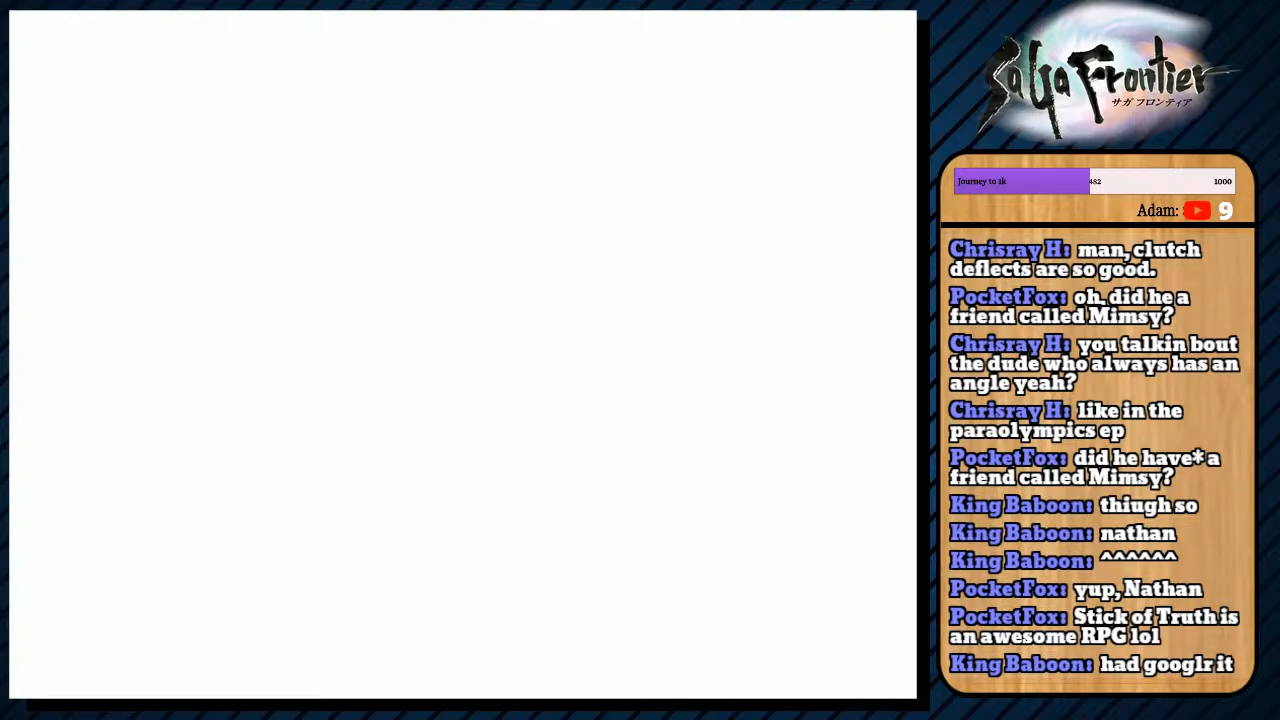 SaGa Frontier
サガ フロンティア
Journey to 1k 482 1000
Adam: 9
Chrisray H: man, clutch
deflects are so good.
PocketFox: oh, did he a
friend called Mimsy?
Chrisray H: you talkin bout
the dude who always has an
angle yeah?
Chrisray H: like in the
paraolympics ep
PocketFox: did he have* a
friend called Mimsy?
King Baboon: thiugh so
King Baboon: nathan
King Baboon: ^^^^^^
PocketFox: yup, Nathan
PocketFox: Stick of Truth is
an awesome RPG lol
King Baboon: had googlr it